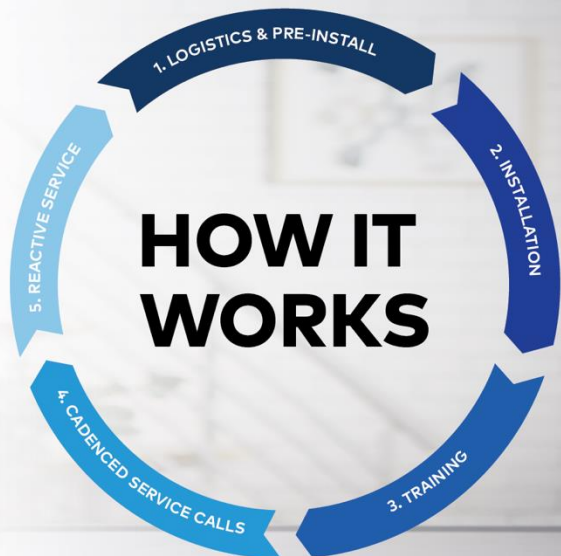 HOW IT
WORKS
1. LOGISTICS & PRE-INSTALL
2. INSTALLATION
3. TRAINING
4. CADENCED SERVICE CALLS
5. REACTIVE SERVICE